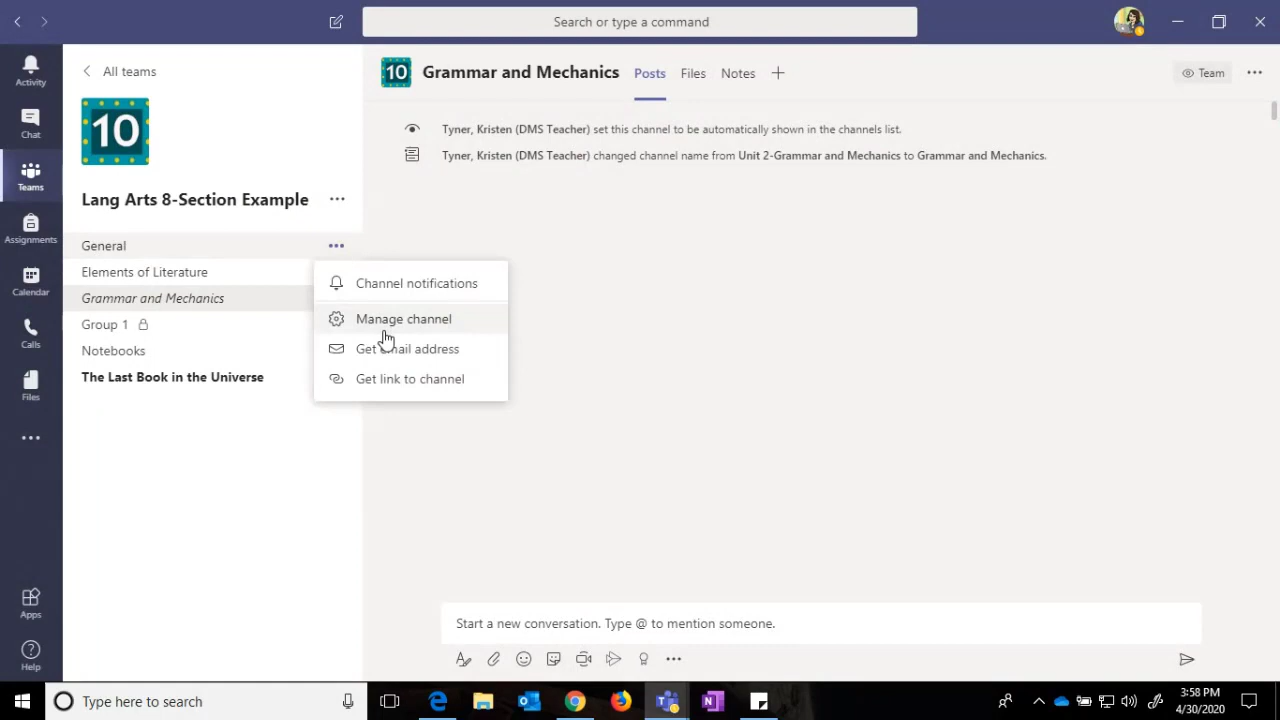 Search or type a command
Activity
Chat
Teams
Assignments
Calendar
Calls
Files
Apps
Help
All teams
10
Lang Arts 8-Section Example
General
Elements of Literature
Grammar and Mechanics
Group 1
Notebooks
The Last Book in the Universe
Channel notifications
Manage channel
Get email address
Get link to channel
10 Grammar and Mechanics Posts Files Notes Team
Tyner, Kristen (DMS Teacher) set this channel to be automatically shown in the channels list.
Tyner, Kristen (DMS Teacher) changed channel name from Unit 2-Grammar and Mechanics to Grammar and Mechanics.
Start a new conversation. Type @ to mention someone.
Type here to search
3:58 PM
4/30/2020